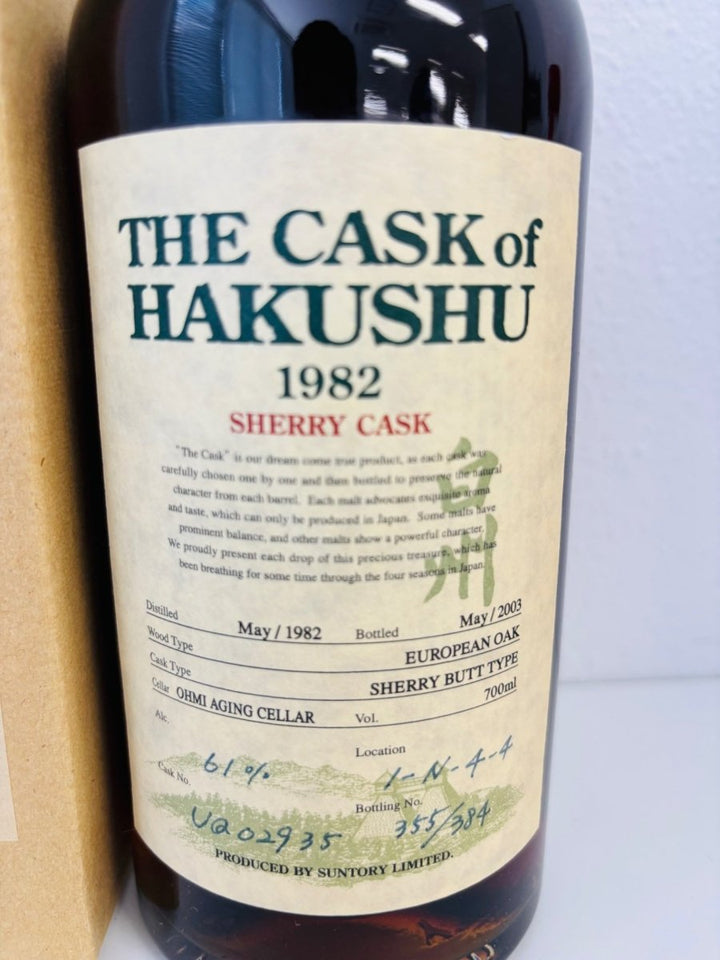 THE CASK of
HAKUSHU
1982
SHERRY CASK
白州
"The Cask" is our dream come true product, as each cask was
carefully chosen one by one and then bottled to preserve the natural
character from each barrel. Each malt advocates exquisite aroma
and taste, which can only be produced in Japan. Some malts have
prominent balance, and other malts show a powerful character.
We proudly present each drop of this precious treasure, which has
been breathing for some time through the four seasons in Japan.
Distilled May / 1982 Bottled May / 2003
Wood Type EUROPEAN OAK
Cask Type SHERRY BUTT TYPE
Cellar OHMI AGING CELLAR Vol. 700ml
Alc. 61% Location 1-N-4-4
Cask No. VQ02935 Bottling No. 355/384
PRODUCED BY SUNTORY LIMITED.